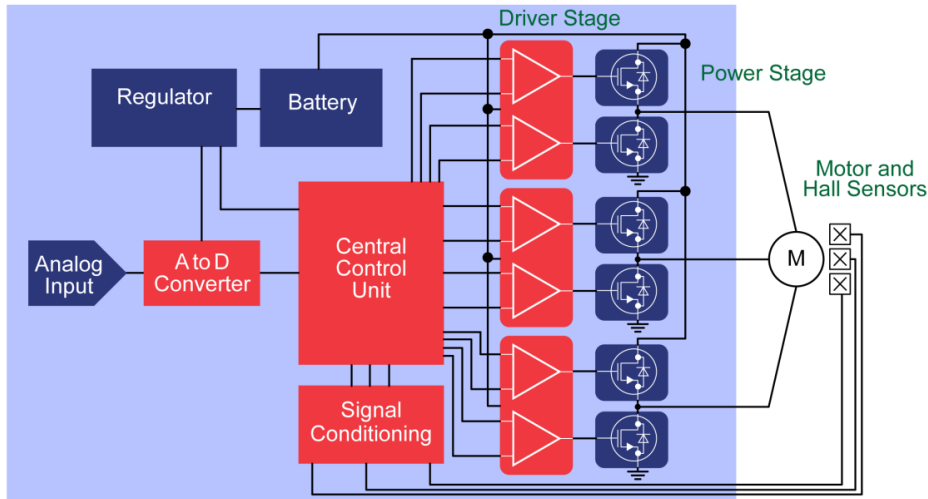 Driver Stage
Power Stage
Regulator
Battery
Motor and
Hall Sensors
Analog
Input
A to D
Converter
Central
Control
Unit
M
Signal
Conditioning